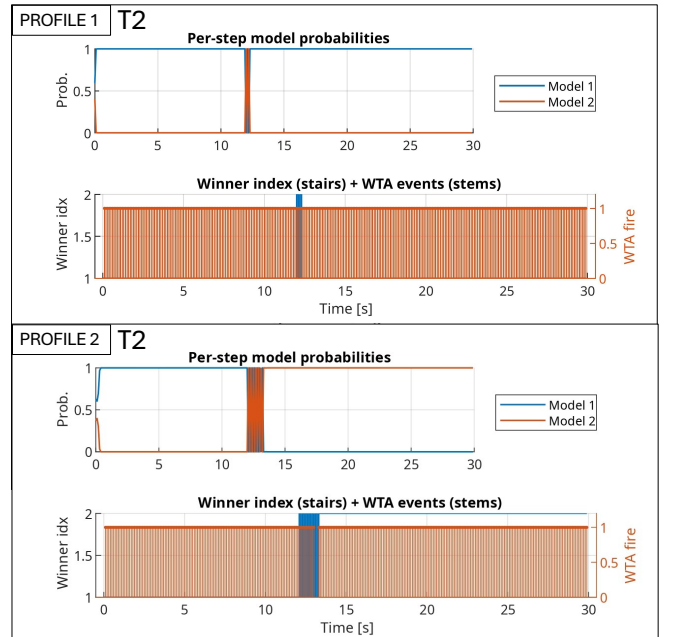 PROFILE 1 T2
Per-step model probabilities
Prob.
1
0.5
0
0 5 10 15 20 25 30
Model 1
Model 2
Winner index (stairs) + WTA events (stems)
Winner idx
2
1.5
1
1
0.5
0
WTA fire
0 5 10 15 20 25 30
Time [s]
PROFILE 2 T2
Per-step model probabilities
Prob.
1
0.5
0
0 5 10 15 20 25 30
Model 1
Model 2
Winner index (stairs) + WTA events (stems)
Winner idx
2
1.5
1
1
0.5
0
WTA fire
0 5 10 15 20 25 30
Time [s]